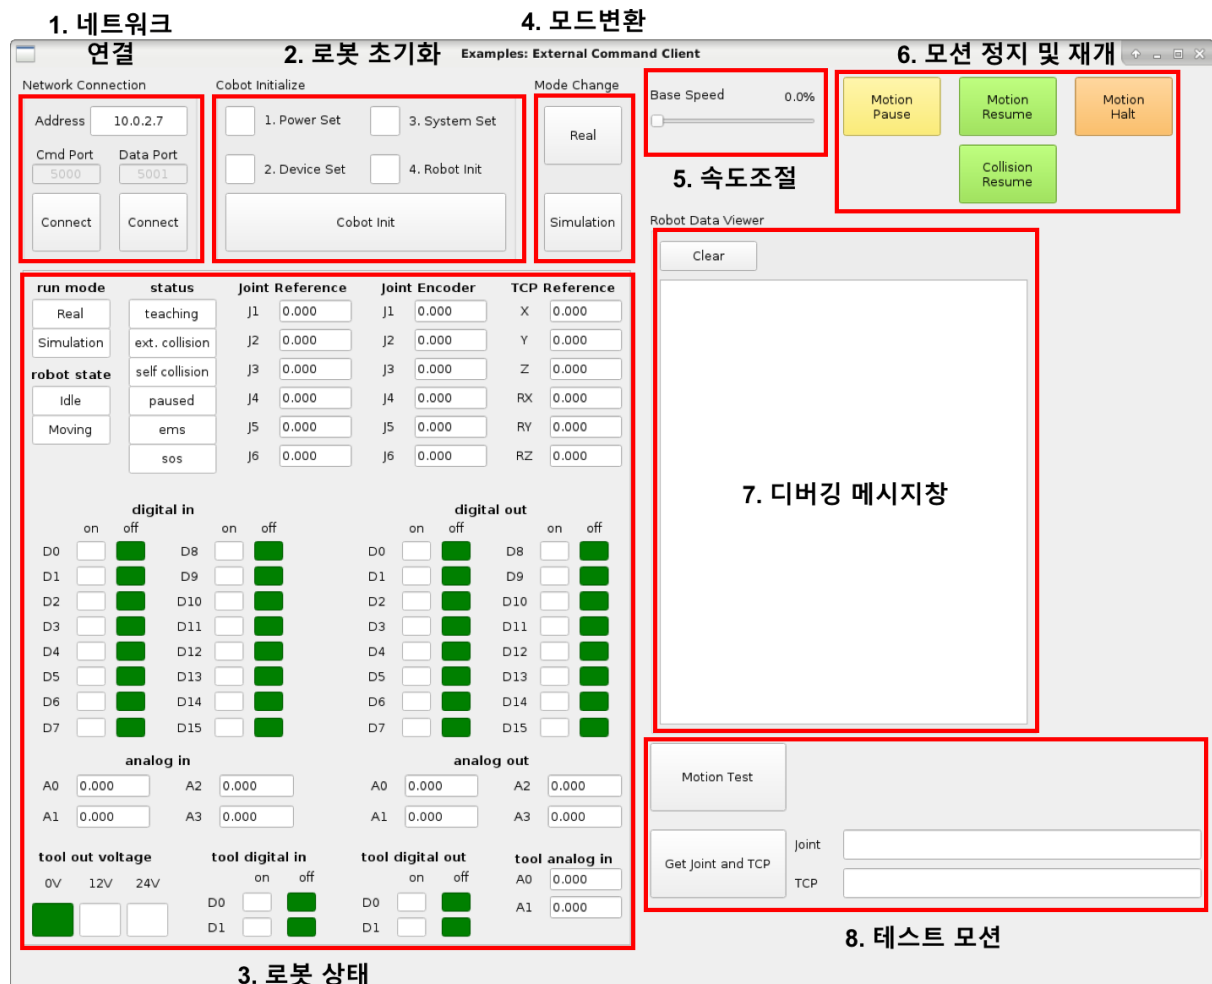 1. 네트워크
연결
2. 로봇 초기화
4. 모드변환
Examples: External Command Client
6. 모션 정지 및 재개
Network Connection
Address 10.0.2.7
Cmd Port Data Port
5000 5001
Connect Connect
Cobot Initialize
1. Power Set 3. System Set
2. Device Set 4. Robot Init
Cobot Init
Mode Change
Real
Simulation
Base Speed 0.0%
5. 속도조절
Motion
Pause
Motion
Resume
Motion
Halt
Collision
Resume
run mode status Joint Reference Joint Encoder TCP Reference
Real teaching J1 0.000 J1 0.000 X 0.000
Simulation ext. collision J2 0.000 J2 0.000 Y 0.000
robot state self collision J3 0.000 J3 0.000 Z 0.000
Idle paused J4 0.000 J4 0.000 RX 0.000
Moving ems J5 0.000 J5 0.000 RY 0.000
sos J6 0.000 J6 0.000 RZ 0.000
digital in digital out
on off on off on off on off
D0 D8 D0 D8
D1 D9 D1 D9
D2 D10 D2 D10
D3 D11 D3 D11
D4 D12 D4 D12
D5 D13 D5 D13
D6 D14 D6 D14
D7 D15 D7 D15
analog in analog out
A0 0.000 A2 0.000 A0 0.000 A2 0.000
A1 0.000 A3 0.000 A1 0.000 A3 0.000
tool out voltage tool digital in tool digital out tool analog in
0V 12V 24V on off on off A0 0.000
D0 D0 A1 0.000
D1 D1
3. 로봇 상태
Robot Data Viewer
Clear
7. 디버깅 메시지창
Motion Test
Get Joint and TCP
Joint
TCP
8. 테스트 모션